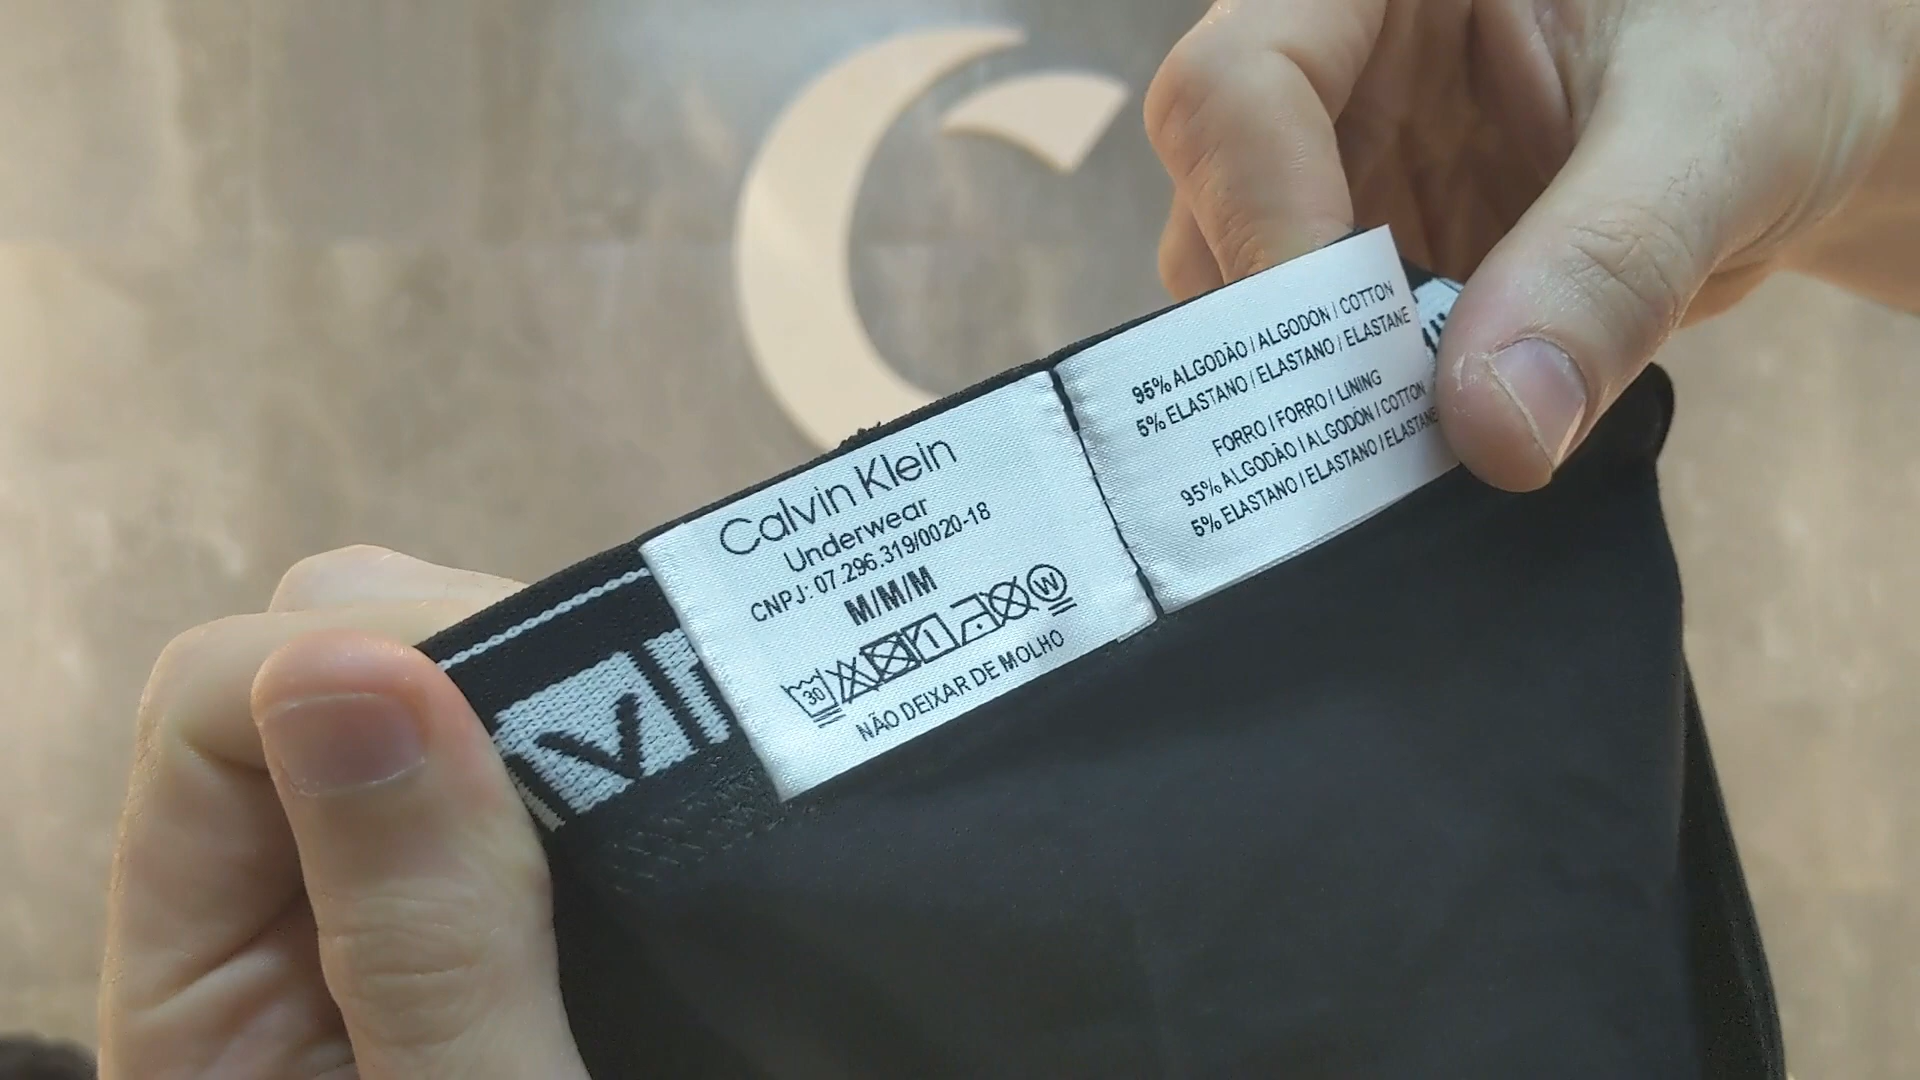 Calvin Klein
Underwear
CNPJ: 07.296.319/0020-18
M/M/M
30
1
W
NÃO DEIXAR DE MOLHO
95% ALGODÃO / ALGODÓN / COTTON
5% ELASTANO / ELASTANO / ELASTANE
FORRO / FORRO / LINING
95% ALGODÃO / ALGODÓN / COTTON
5% ELASTANO / ELASTANO / ELASTANE